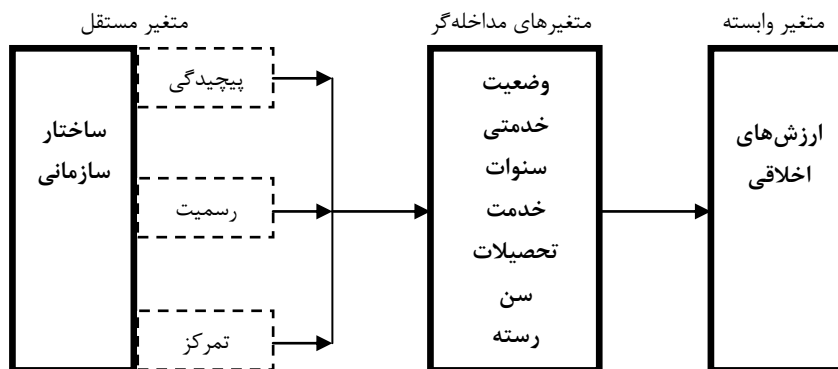 متغیر مستقل
متغیرهای مداخله‌گر
متغیر وابسته
پیچیدگی
ساختار
سازمانی
رسمیت
تمرکز
وضعیت
خدمتی
سنوات
خدمت
تحصیلات
سن
رسته
ارزش‌های
اخلاقی